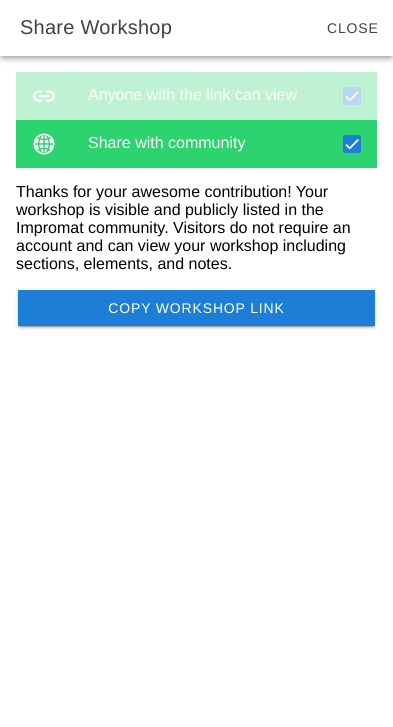 Share Workshop
CLOSE
Anyone with the link can view
Share with community
Thanks for your awesome contribution! Your
workshop is visible and publicly listed in the
Impromat community. Visitors do not require an
account and can view your workshop including
sections, elements, and notes.
COPY WORKSHOP LINK